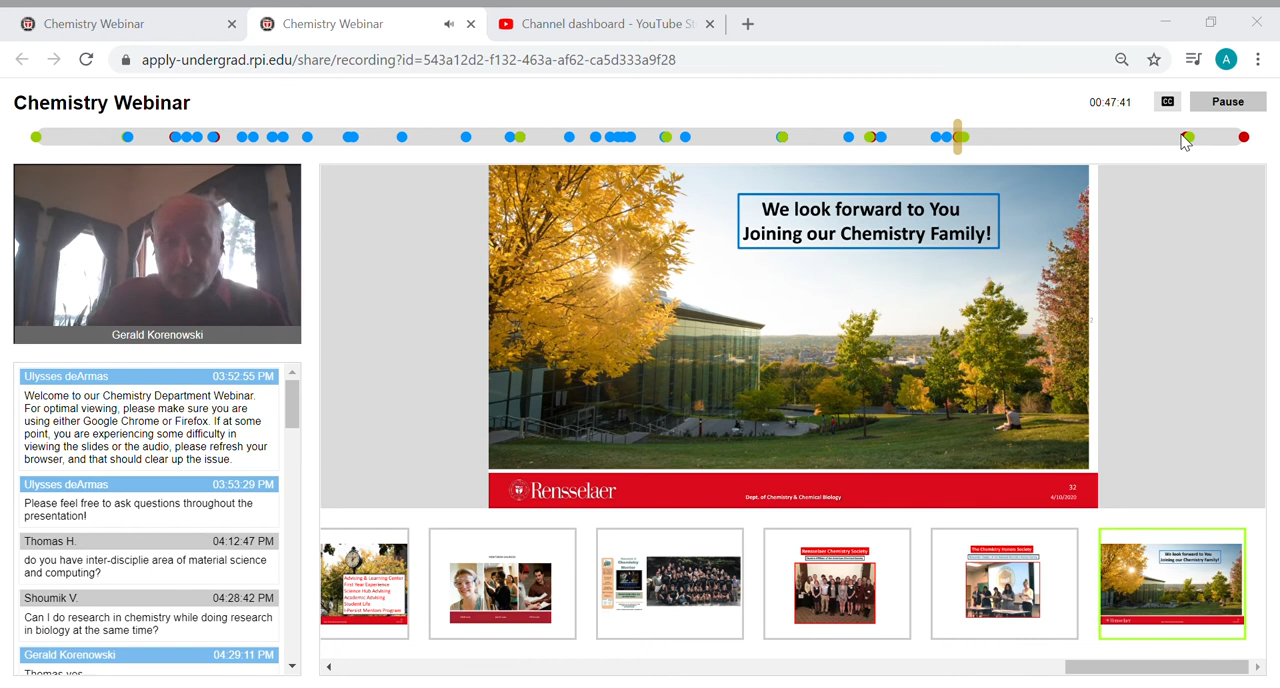 Chemistry Webinar
Chemistry Webinar
Channel dashboard - YouTube St
apply-undergrad.rpi.edu/share/recording?id=543a12d2-f132-463a-af62-ca5d333a9f28
A
Chemistry Webinar
00:47:41
CC
Pause
Gerald Korenowski
Ulysses deArmas 03:52:55 PM
Welcome to our Chemistry Department Webinar.
For optimal viewing, please make sure you are
using either Google Chrome or Firefox. If at some
point, you are experiencing some difficulty in
viewing the slides or the audio, please refresh your
browser, and that should clear up the issue.
Ulysses deArmas 03:53:29 PM
Please feel free to ask questions throughout the
presentation!
Thomas H. 04:12:47 PM
do you have inter-disciplie area of material science
and computing?
Shoumik V. 04:28:42 PM
Can I do research in chemistry while doing research
in biology at the same time?
Gerald Korenowski 04:29:11 PM
Thomas yes
We look forward to You
Joining our Chemistry Family!
Rensselaer
Dept. of Chemistry & Chemical Biology
32
4/10/2020
Advising & Learning Center
First Year Experience
Science Hub Advising
Academic Advising
Student Life
I-PERSIST Mentors Program
Rensselaer Chemistry Society
The Chemistry Honors Society
We look forward to You
Joining our Chemistry Family!
Rensselaer